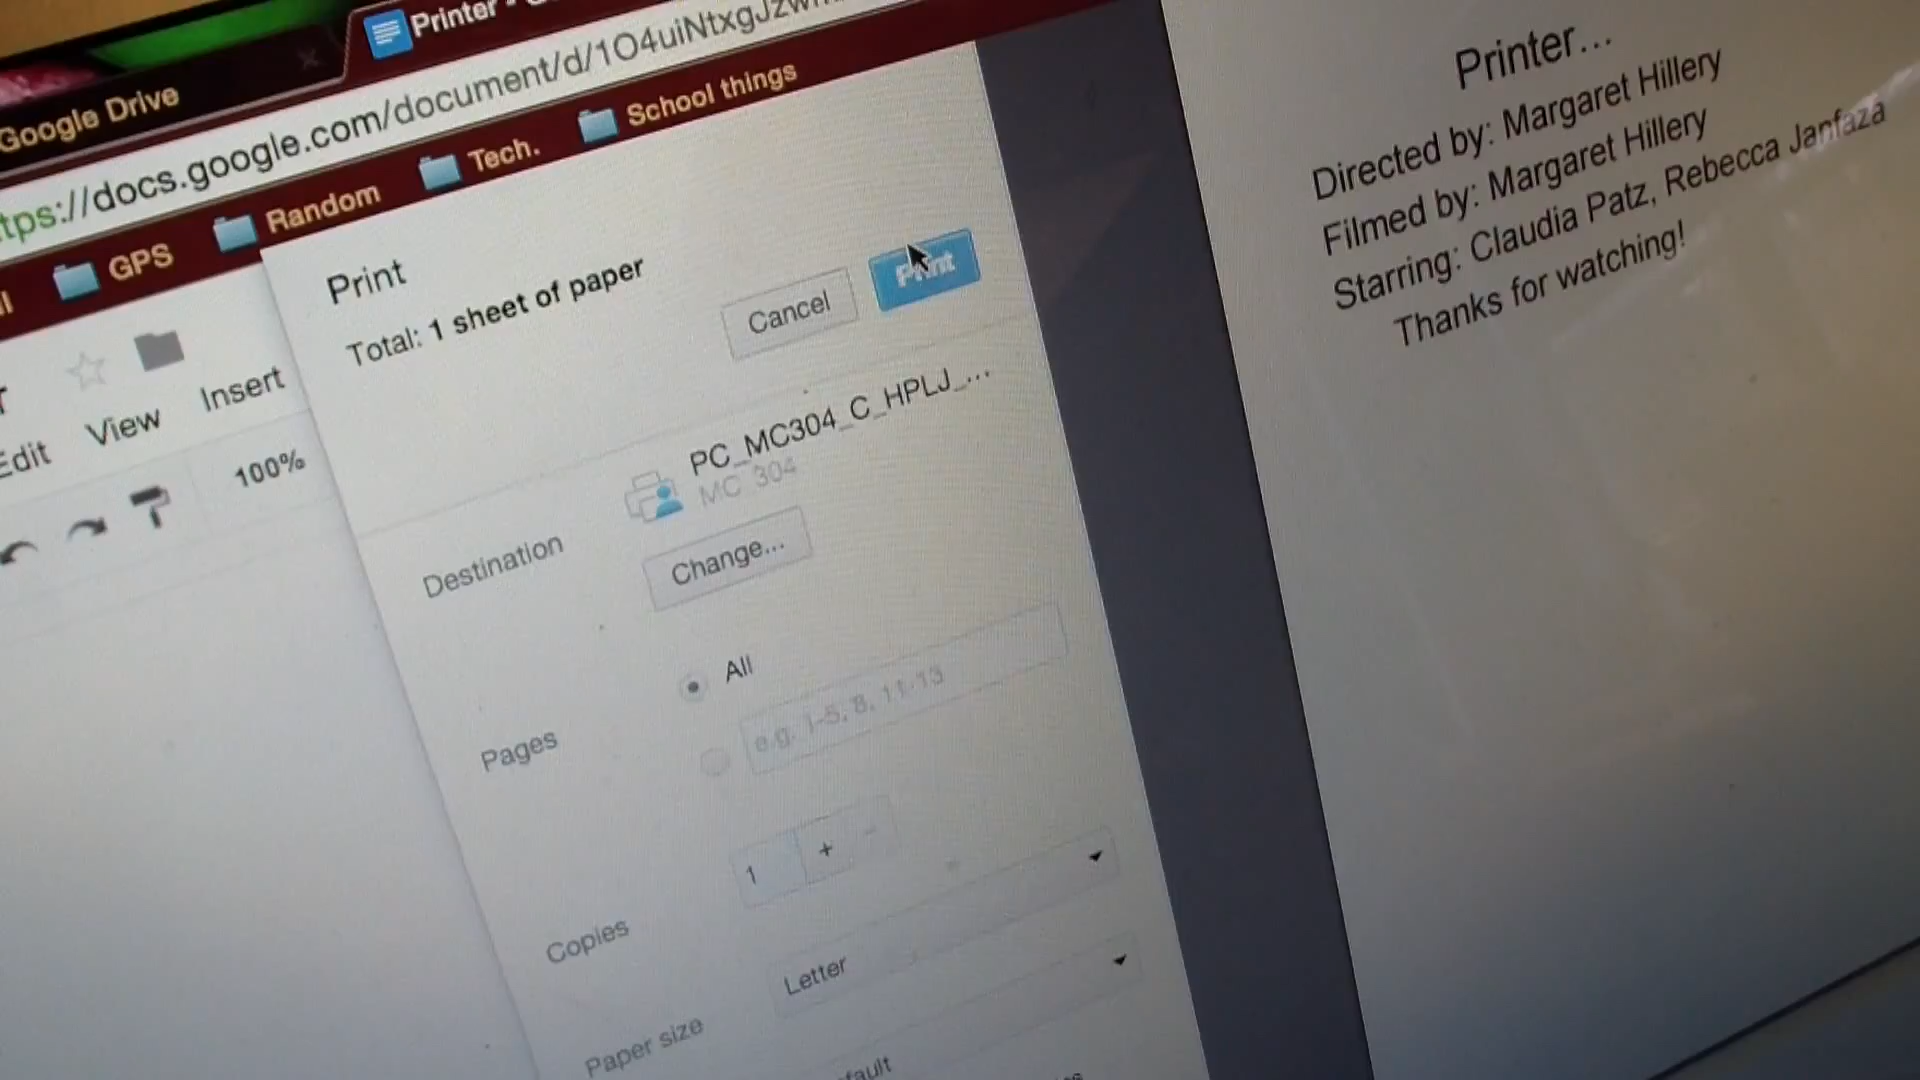 Printer
Google Drive
tps://docs.google.com/document/d/1O4uiNtxgJzw
GPS
Random
Tech.
School things
Edit
View
Insert
100%
Print
Total: 1 sheet of paper
Cancel
Print
Destination
PC_MC304_C_HPLJ_...
MC 304
Change...
Pages
All
e.g. 1-5, 8, 11-13
Copies
1
+
-
Paper size
Letter
fault
Printer...
Directed by: Margaret Hillery
Filmed by: Margaret Hillery
Starring: Claudia Patz, Rebecca Janfaza
Thanks for watching!